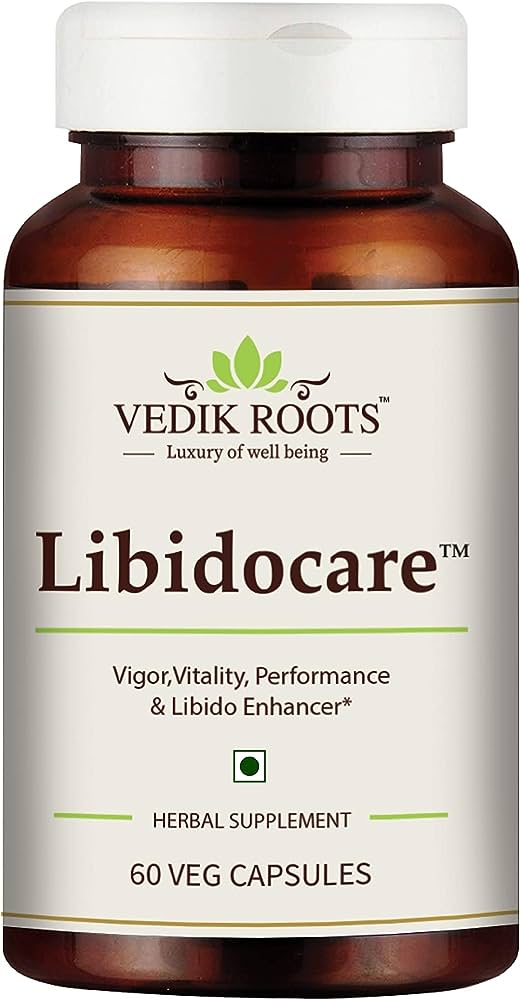 VEDIK ROOTS™
Luxury of well being
Libidocare™
Vigor,Vitality, Performance
& Libido Enhancer*
HERBAL SUPPLEMENT
60 VEG CAPSULES